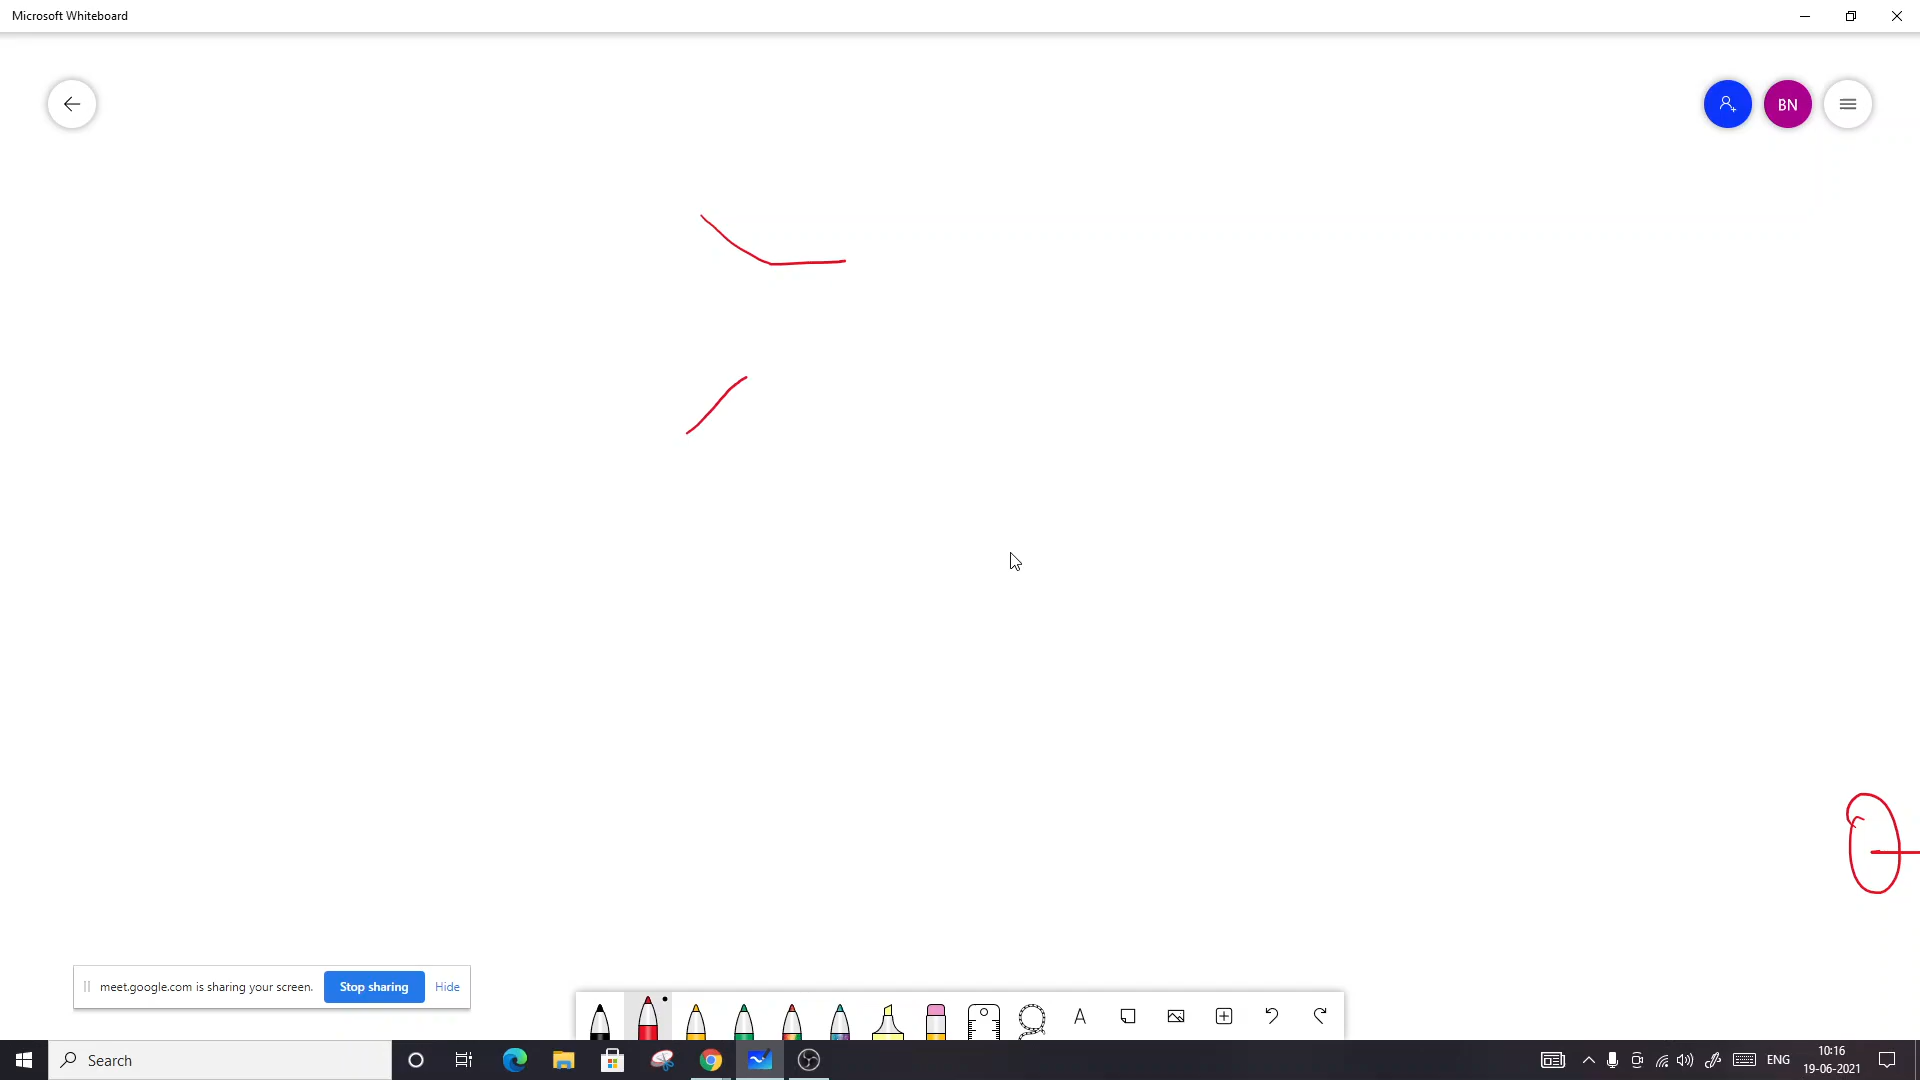 Microsoft Whiteboard
BN
meet.google.com is sharing your screen.
Stop sharing
Hide
A
Search
ENG
10:16
19-06-2021